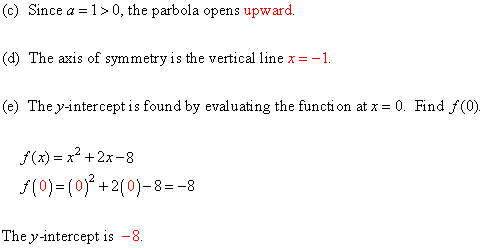 (c) Since a = 1 > 0, the parbola opens upward.
(d) The axis of symmetry is the vertical line x = −1.
(e) The y-intercept is found by evaluating the function at x = 0. Find f(0).
f(x) = x² + 2x − 8
f(0) = (0)² + 2(0) − 8 = −8
The y-intercept is −8.